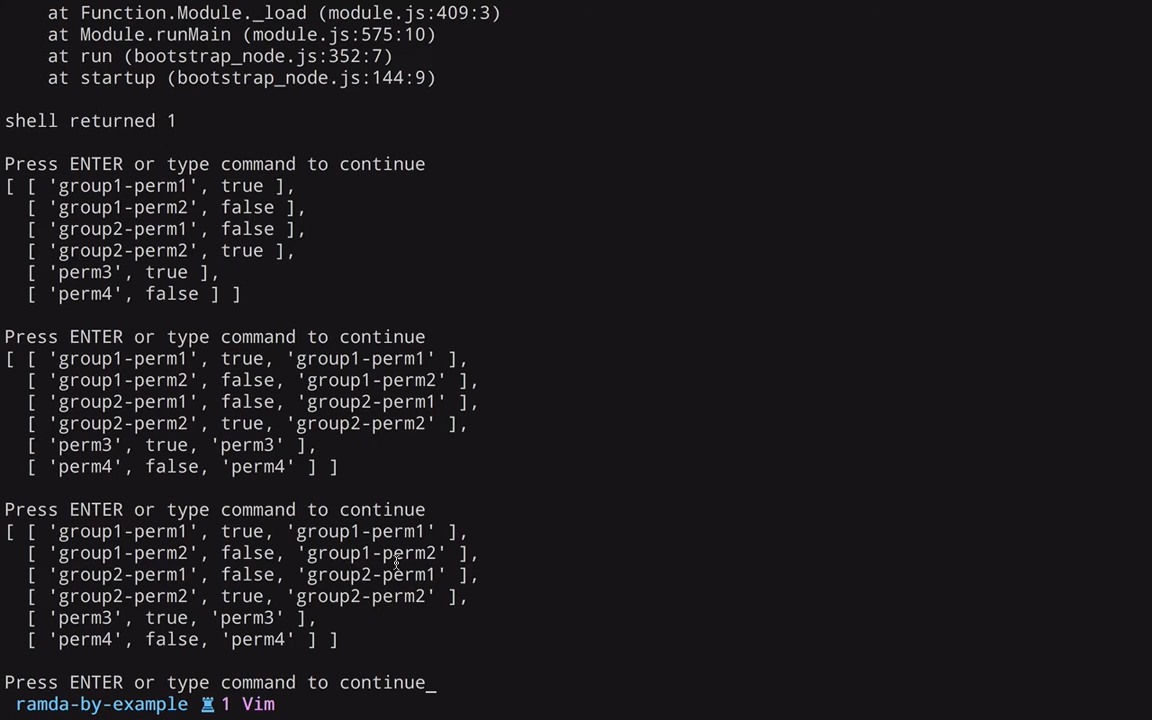 at Function.Module._load (module.js:409:3)
    at Module.runMain (module.js:575:10)
    at run (bootstrap_node.js:352:7)
    at startup (bootstrap_node.js:144:9)
shell returned 1
Press ENTER or type command to continue
[ [ 'group1-perm1', true ],
  [ 'group1-perm2', false ],
  [ 'group2-perm1', false ],
  [ 'group2-perm2', true ],
  [ 'perm3', true ],
  [ 'perm4', false ] ]
Press ENTER or type command to continue
[ [ 'group1-perm1', true, 'group1-perm1' ],
  [ 'group1-perm2', false, 'group1-perm2' ],
  [ 'group2-perm1', false, 'group2-perm1' ],
  [ 'group2-perm2', true, 'group2-perm2' ],
  [ 'perm3', true, 'perm3' ],
  [ 'perm4', false, 'perm4' ] ]
Press ENTER or type command to continue
[ [ 'group1-perm1', true, 'group1-perm1' ],
  [ 'group1-perm2', false, 'group1-perm2' ],
  [ 'group2-perm1', false, 'group2-perm1' ],
  [ 'group2-perm2', true, 'group2-perm2' ],
  [ 'perm3', true, 'perm3' ],
  [ 'perm4', false, 'perm4' ] ]
Press ENTER or type command to continue
ramda-by-example ♜ 1 Vim